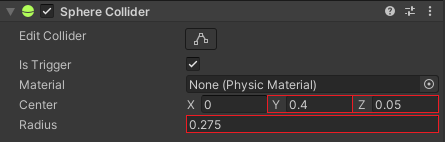 Sphere Collider
Edit Collider
Is Trigger
Material None (Physic Material)
Center X 0 Y 0.4 Z 0.05
Radius 0.275